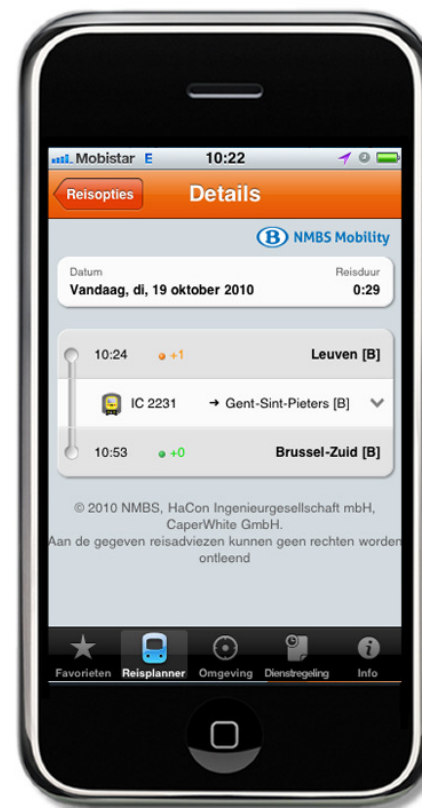 Mobistar E 10:22
Reisopties Details
B NMBS Mobility
Datum Reisduur
Vandaag, di, 19 oktober 2010 0:29
10:24 +1 Leuven [B]
IC 2231 → Gent-Sint-Pieters [B]
10:53 +0 Brussel-Zuid [B]
© 2010 NMBS, HaCon Ingenieurgesellschaft mbH,
CaperWhite GmbH.
Aan de gegeven reisadviezen kunnen geen rechten worden
ontleend
Favorieten Reisplanner Omgeving Dienstregeling Info